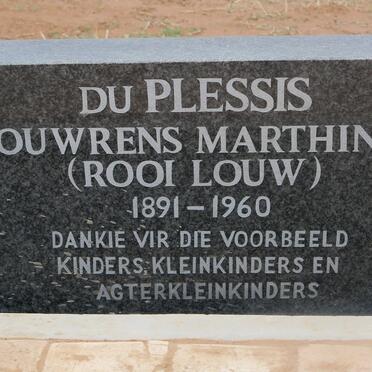 DU PLESSIS
OUWRENS MARTHIN
(ROOI LOUW)
1891 - 1960
DANKIE VIR DIE VOORBEELD
KINDERS, KLEINKINDERS EN
AGTERKLEINKINDERS